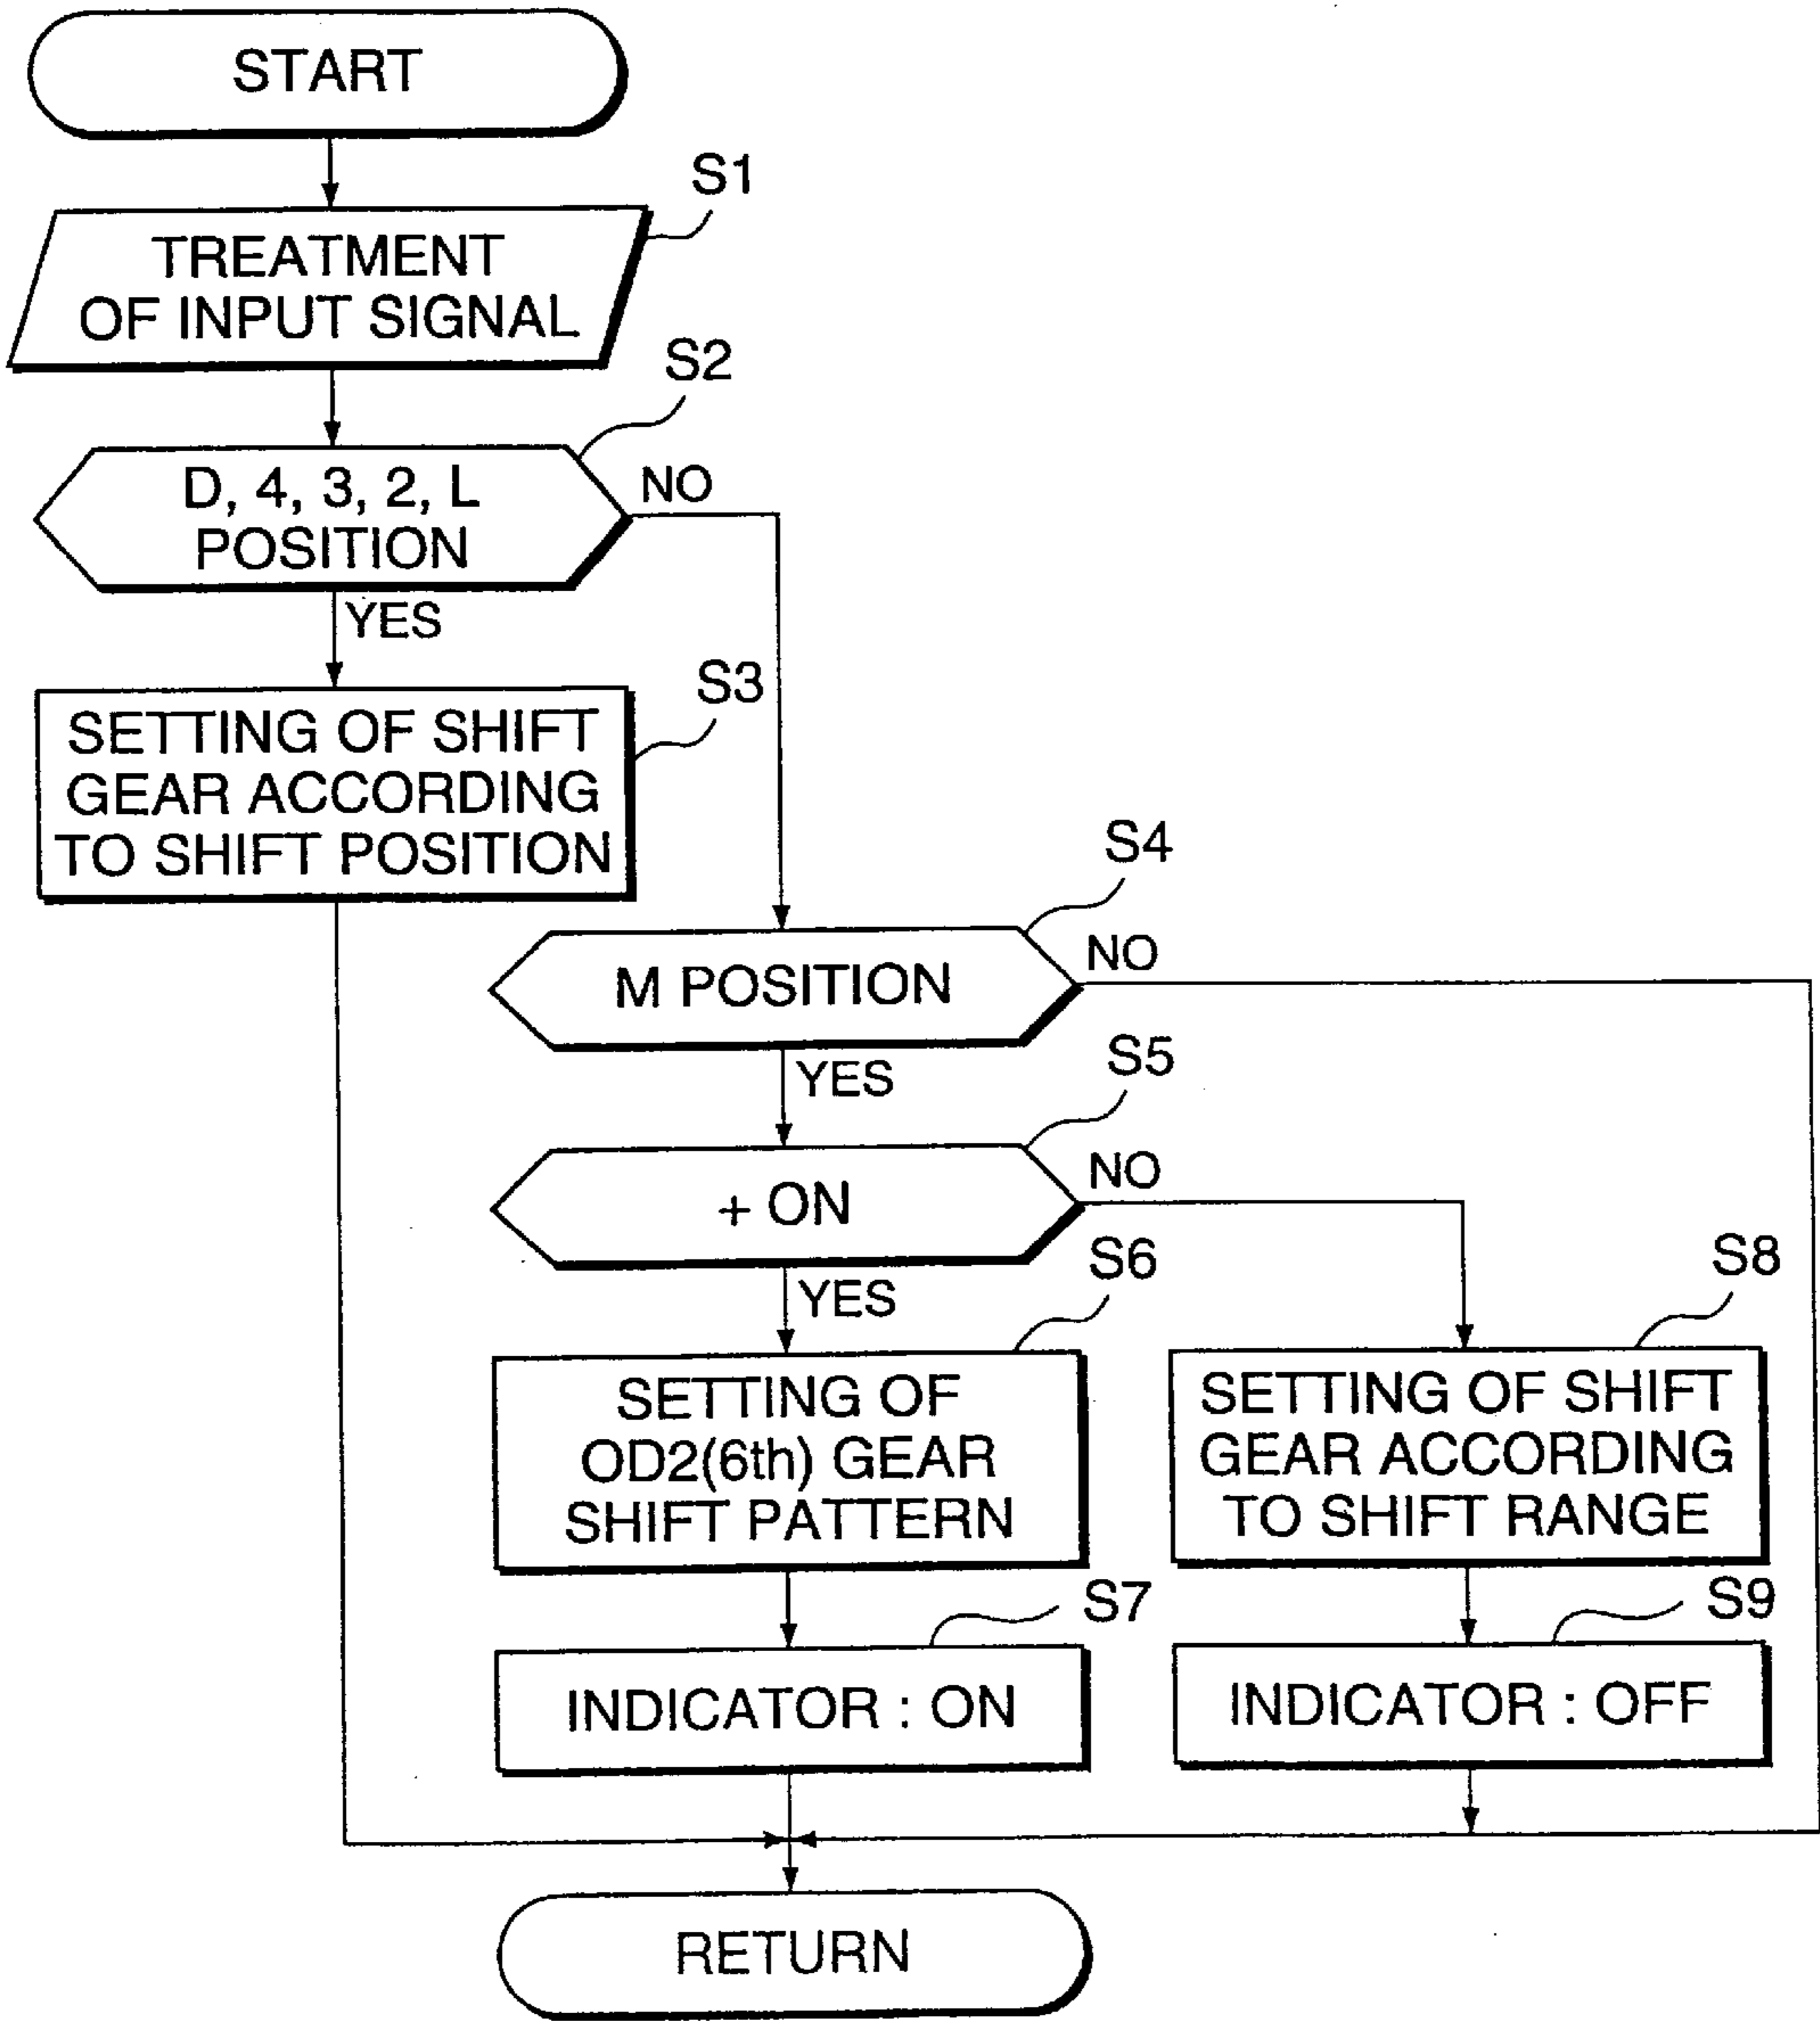 START
S1
TREATMENT
OF INPUT SIGNAL
S2
D, 4, 3, 2, L
POSITION
NO
YES
S3
SETTING OF SHIFT
GEAR ACCORDING
TO SHIFT POSITION
S4
M POSITION
NO
YES
S5
+ ON
NO
YES
S6
SETTING OF
OD2(6th) GEAR
SHIFT PATTERN
S8
SETTING OF SHIFT
GEAR ACCORDING
TO SHIFT RANGE
S7
INDICATOR : ON
S9
INDICATOR : OFF
RETURN